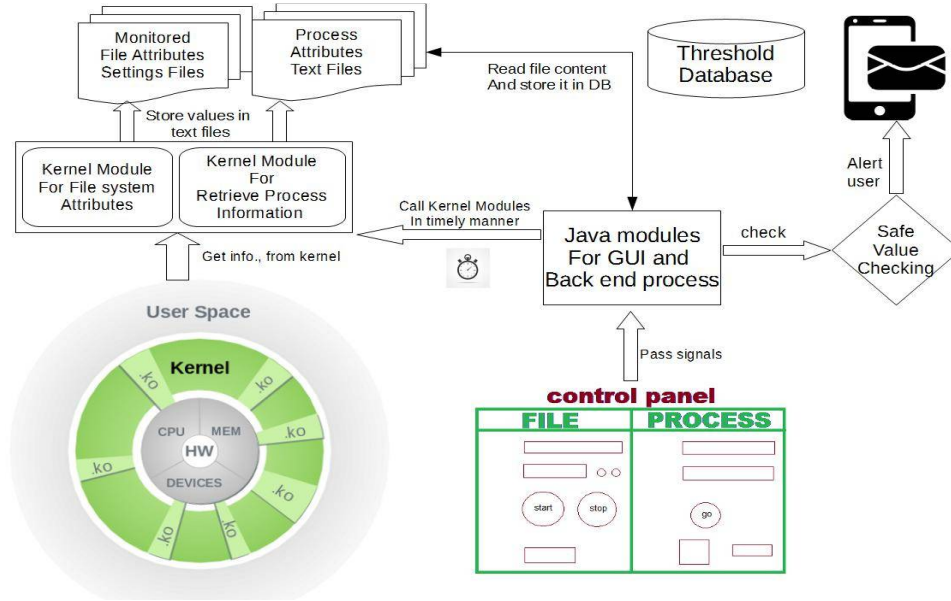 Monitored
File Attributes
Settings Files
Process
Attributes
Text Files
Read file content
And store it in DB
Threshold
Database
Store values in
text files
Kernel Module
For File system
Attributes
Kernel Module
For
Retrieve Process
Information
Call Kernel Modules
In timely manner
Java modules
For GUI and
Back end process
check
Safe
Value
Checking
Alert
user
Get info., from kernel
User Space
Kernel
.ko
.ko
.ko
.ko
.ko
.ko
.ko
CPU
MEM
HW
DEVICES
Pass signals
control panel
FILE
PROCESS
start
stop
go